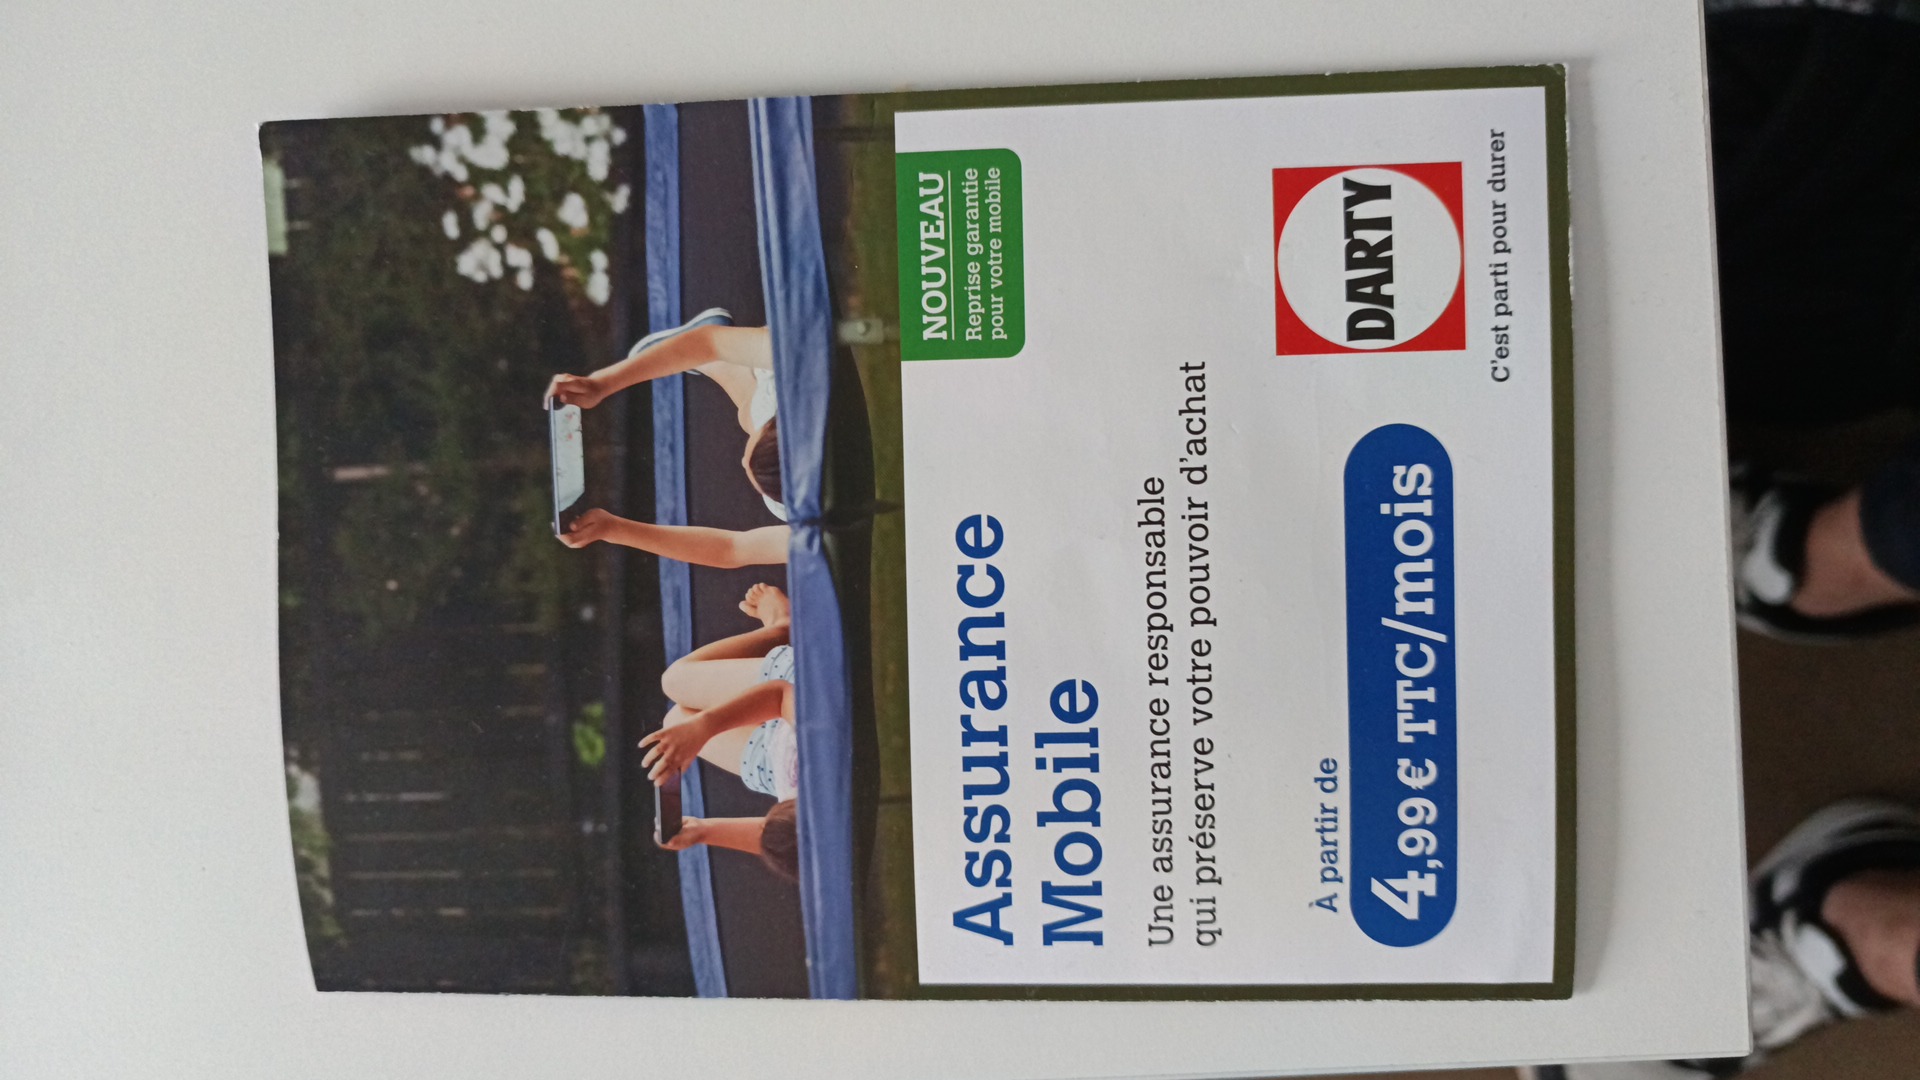 NOUVEAU
Reprise garantie
pour votre mobile
Assurance
Mobile
Une assurance responsable
qui préserve votre pouvoir d'achat
À partir de
4,99€ TTC/mois
DARTY
C'est parti pour durer